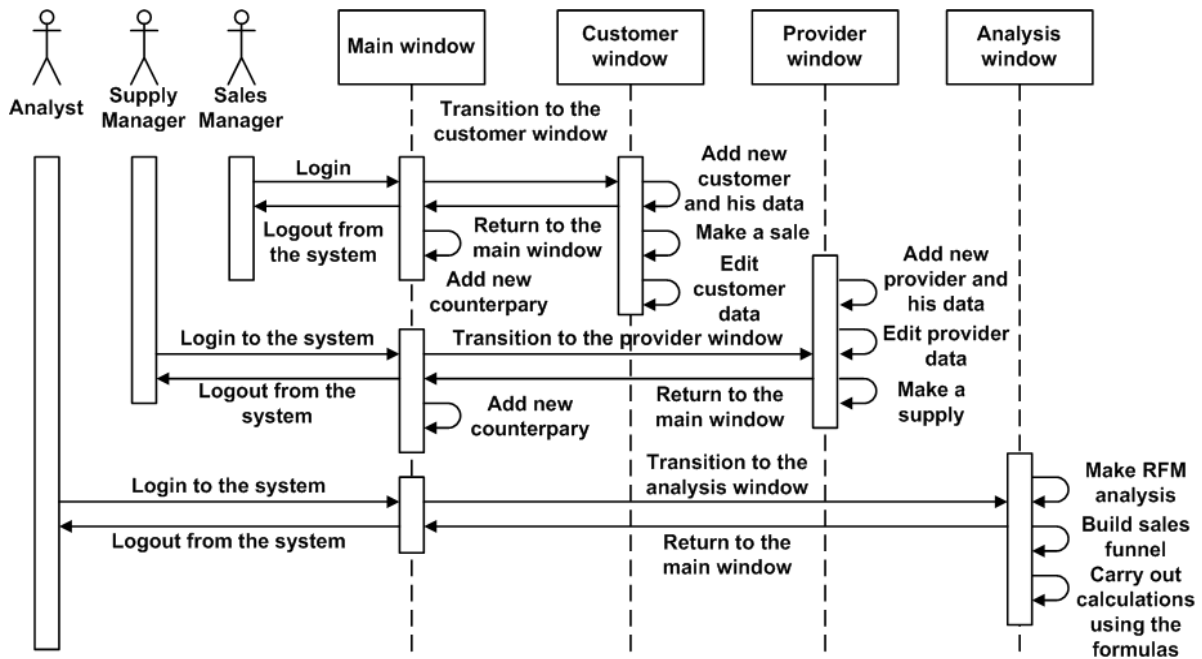 Analyst
Supply
Manager
Sales
Manager
Main window
Customer
window
Provider
window
Analysis
window
Transition to the
customer window
Login
Logout from
the system
Return to the
main window
Add new
counterpary
Add new
customer
and his data
Make a sale
Edit
customer
data
Add new
provider and
his data
Login to the system
Transition to the provider window
Edit provider
data
Logout from the
system
Return to the
main window
Make a
supply
Add new
counterpary
Login to the system
Transition to the
analysis window
Make RFM
analysis
Logout from the system
Return to the
main window
Build sales
funnel
Carry out
calculations
using the
formulas